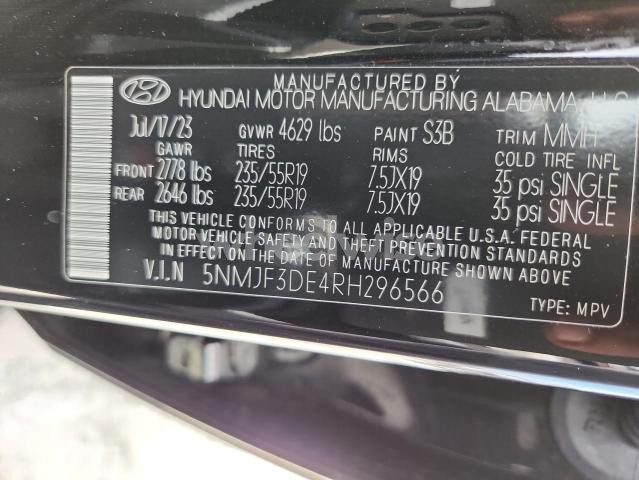 MANUFACTURED BY
HYUNDAI MOTOR MANUFACTURING ALABAMA, LLC
Jul/17/23 GVWR 4629 lbs PAINT S3B TRIM MMH
GAWR TIRES RIMS COLD TIRE INFL
FRONT 2778 lbs 235/55R19 7.5JX19 35 psi SINGLE
REAR 2646 lbs 235/55R19 7.5JX19 35 psi SINGLE
THIS VEHICLE CONFORMS TO ALL APPLICABLE U.S.A. FEDERAL
MOTOR VEHICLE SAFETY AND THEFT PREVENTION STANDARDS
IN EFFECT ON THE DATE OF MANUFACTURE SHOWN ABOVE.
V.I.N 5NMJF3DE4RH296566
TYPE: MPV